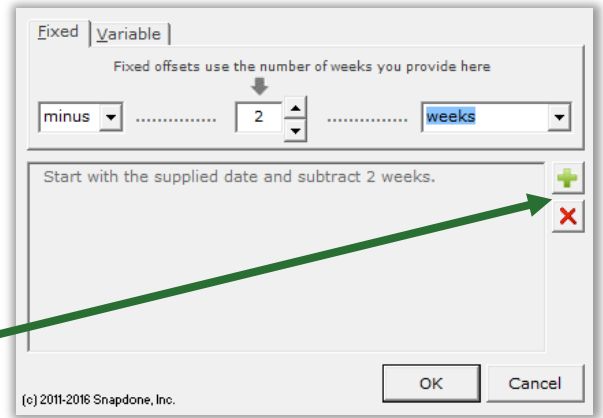 Fixed Variable
Fixed offsets use the number of weeks you provide here
minus ............... 2 ............... weeks
Start with the supplied date and subtract 2 weeks.
OK Cancel
(c) 2011-2016 Snapdone, Inc.